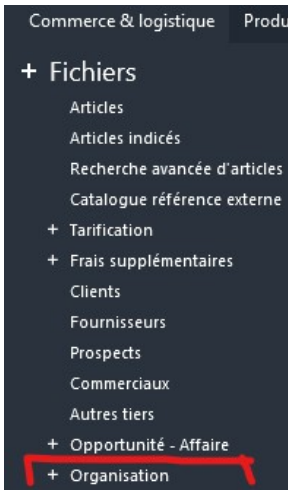 Commerce & logistique Produ
+ Fichiers
Articles
Articles indicés
Recherche avancée d'articles
Catalogue référence externe
+ Tarification
+ Frais supplémentaires
Clients
Fournisseurs
Prospects
Commerciaux
Autres tiers
+ Opportunité - Affaire
+ Organisation